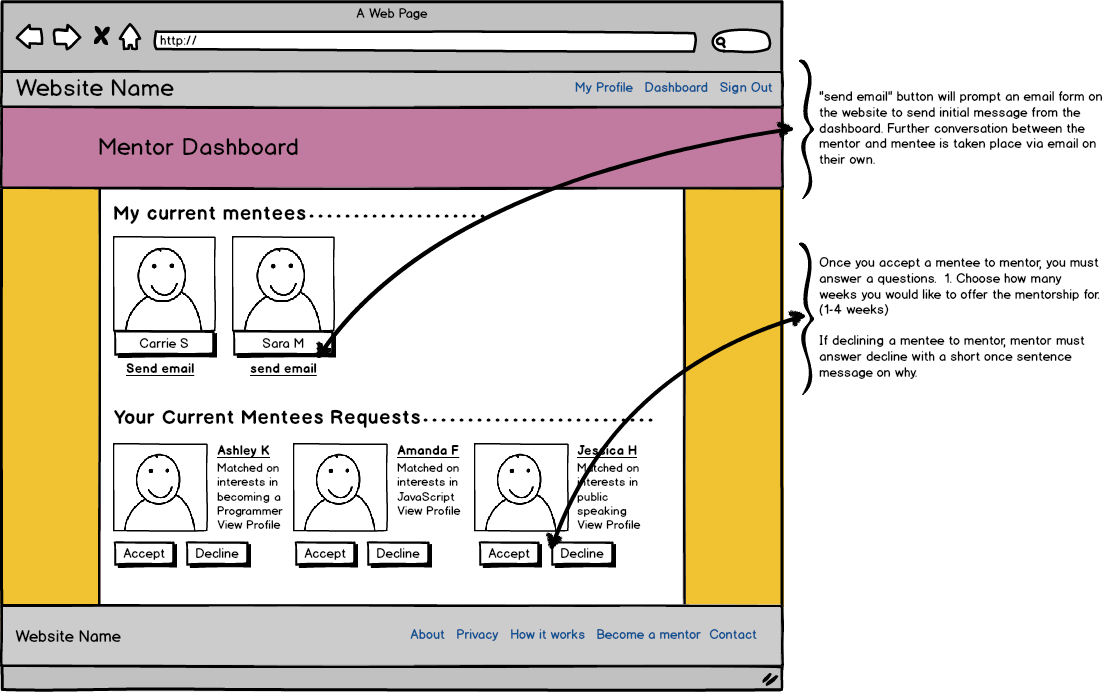 A Web Page
http://
Website Name
My Profile Dashboard Sign Out
Mentor Dashboard
My current mentees
Carrie S
Sara M
Send email
send email
Your Current Mentees Requests
Ashley K
Matched on
interests in
becoming a
Programmer
View Profile
Amanda F
Matched on
interests in
JavaScript
View Profile
Jessica H
Matched on
interests in
public
speaking
View Profile
Accept
Decline
Accept
Decline
Accept
Decline
Website Name
About Privacy How it works Become a mentor Contact
"send email" button will prompt an email form on
the website to send initial message from the
dashboard. Further conversation between the
mentor and mentee is taken place via email on
their own.
Once you accept a mentee to mentor, you must
answer a questions. 1. Choose how many
weeks you would like to offer the mentorship for.
(1-4 weeks)
If declining a mentee to mentor, mentor must
answer decline with a short once sentence
message on why.